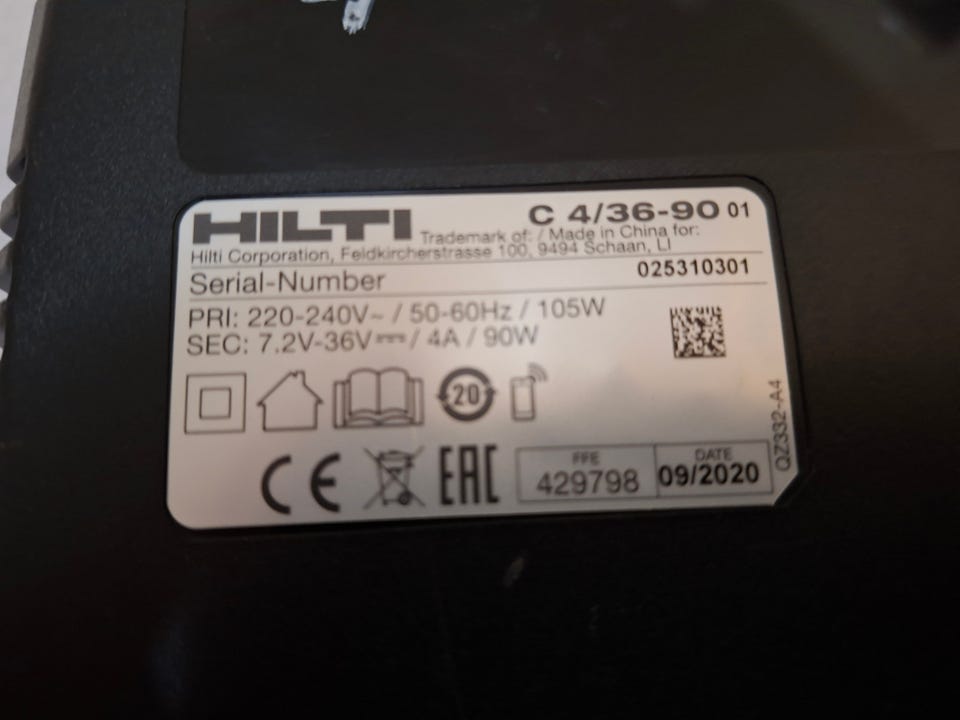 HILTI C 4/36-90 01
Trademark of: / Made in China for:
Hilti Corporation, Feldkircherstrasse 100, 9494 Schaan, LI
Serial-Number 025310301
PRI: 220-240V~ / 50-60Hz / 105W
SEC: 7.2V-36V⎓ / 4A / 90W
20
CE EAC
FFE DATE
429798 09/2020
QZ332-A4